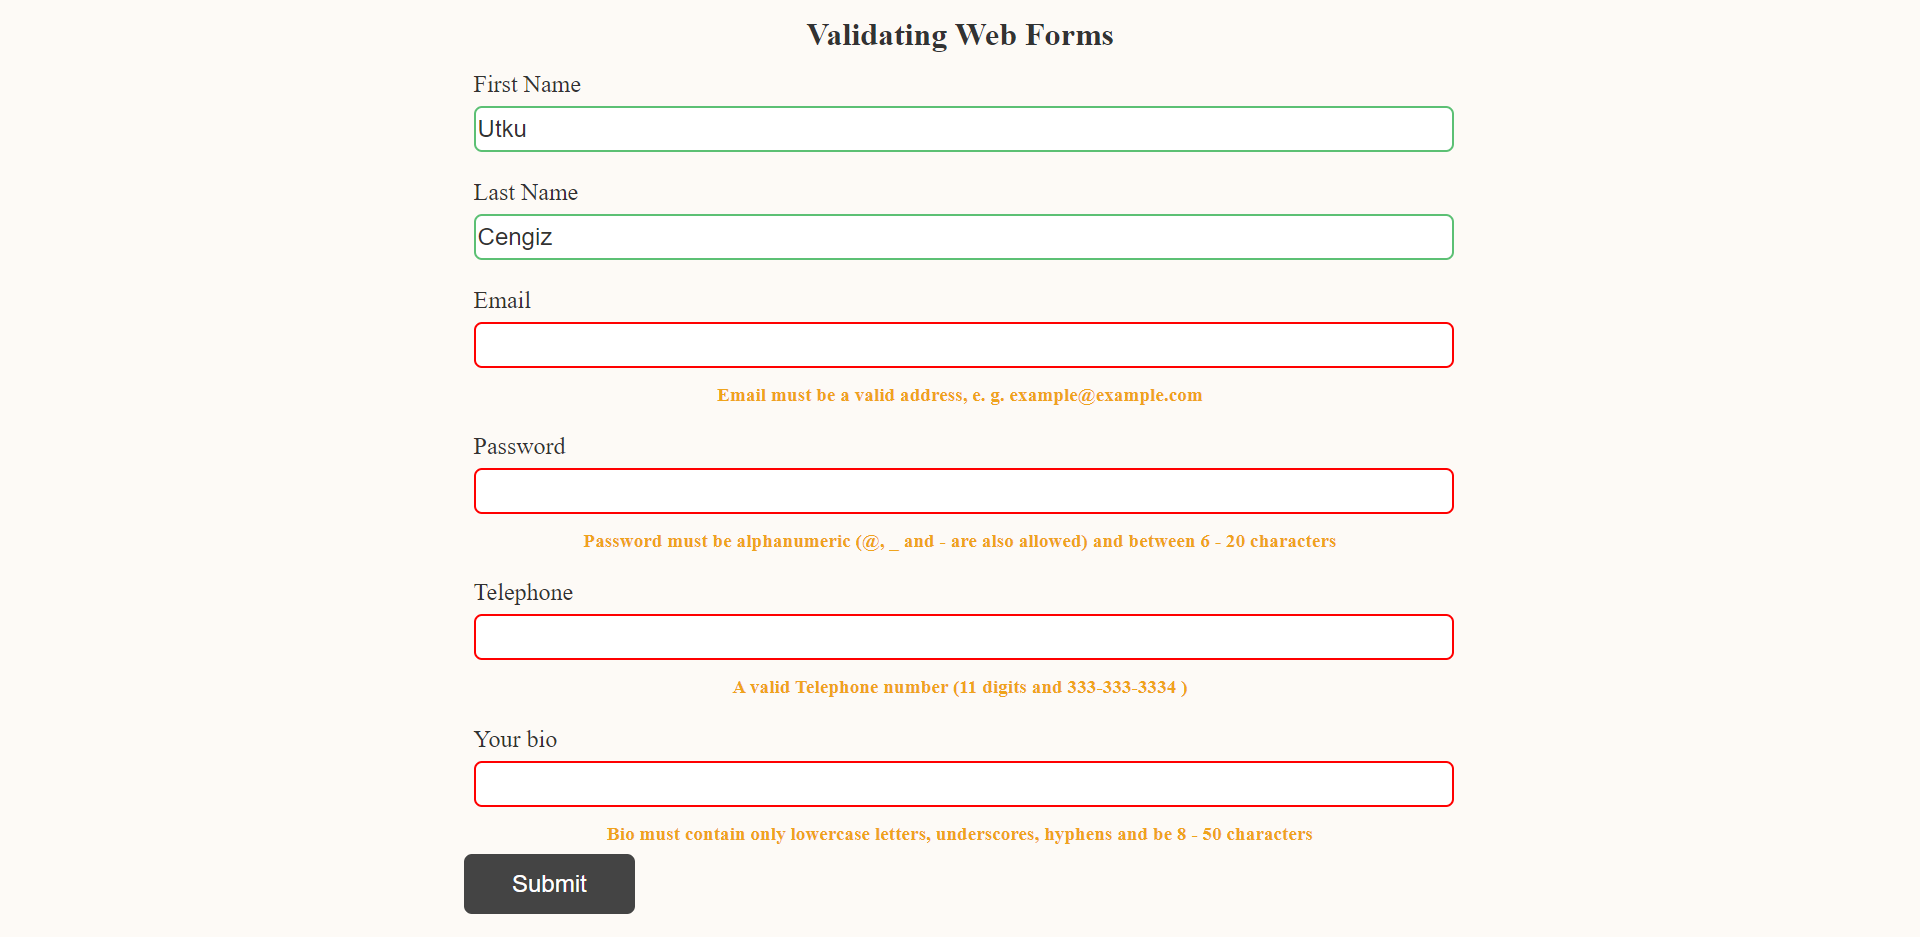 Validating Web Forms
First Name
Utku
Last Name
Cengiz
Email
Email must be a valid address, e. g. example@example.com
Password
Password must be alphanumeric (@, _ and - are also allowed) and between 6 - 20 characters
Telephone
A valid Telephone number (11 digits and 333-333-3334 )
Your bio
Bio must contain only lowercase letters, underscores, hyphens and be 8 - 50 characters
Submit